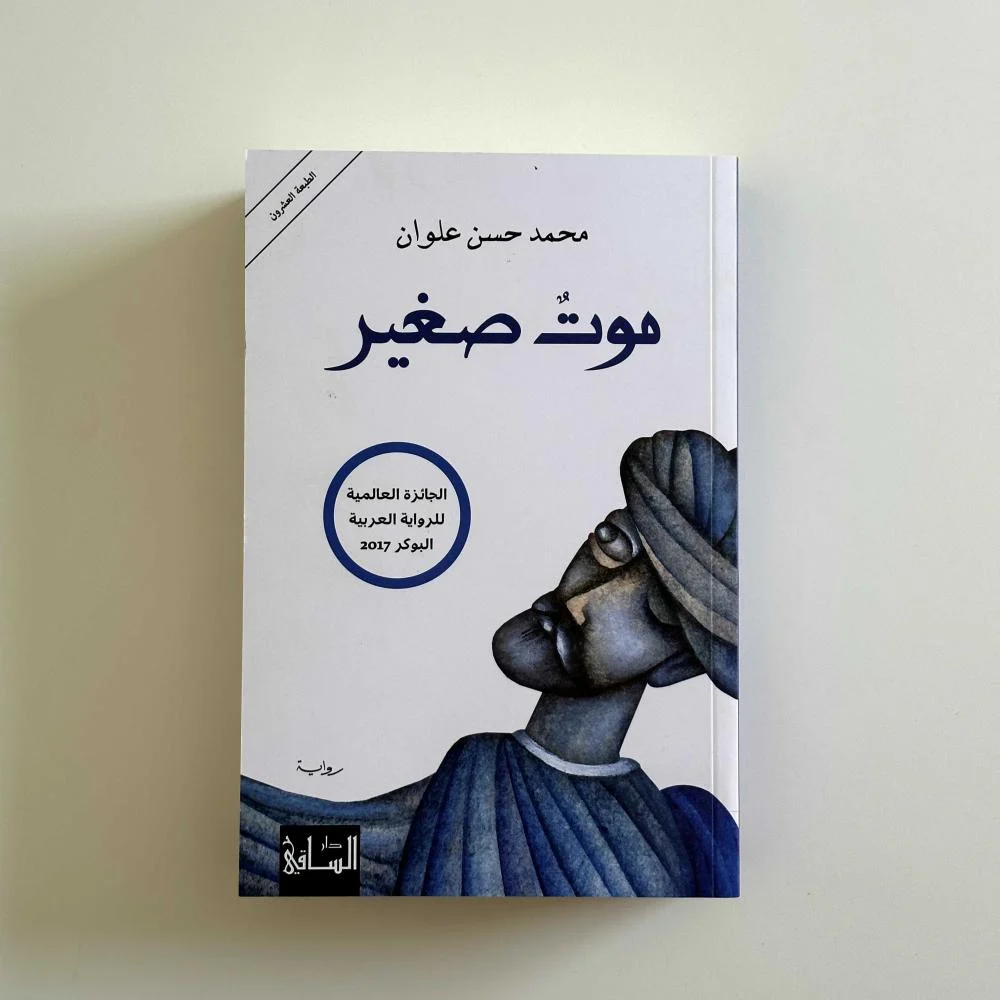 الطبعة العشرون
محمد حسن علوان
موتٌ صغير
الجائزة العالمية
للرواية العربية
البوكر 2017
رواية
دار
الساقي